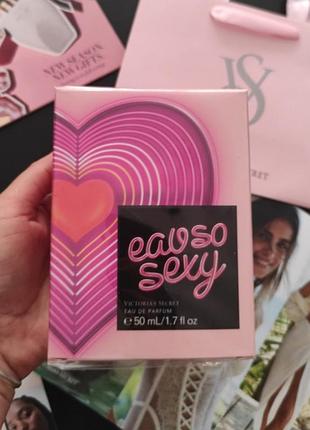 NEW SEASON,
NEW GIFTS.
VS
eau so
sexy
VICTORIA'S SECRET
EAU DE PARFUM
e 50 mL/1.7 fl oz